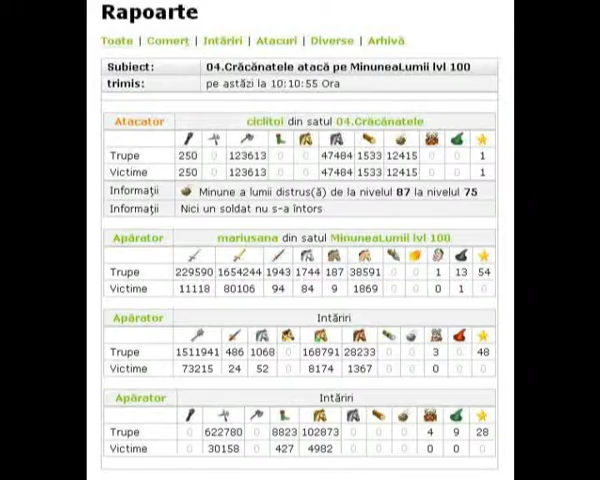 Rapoarte
Toate | Comerț | Întăriri | Atacuri | Diverse | Arhivă
Subiect: 04.Crăcănatele atacă pe MinuneaLumii lvl 100
trimis: pe astăzi la 10:10:55 Ora
Atacator ciclitoi din satul 04.Crăcănatele
Trupe 250 0 123613 0 0 47484 1533 12415 0 0 1
Victime 250 0 123613 0 0 47484 1533 12415 0 0 1
Informații Minune a lumii distrus(ă) de la nivelul 87 la nivelul 75
Informații Nici un soldat nu s-a întors
Apărator mariusana din satul MinuneaLumii lvl 100
Trupe 229590 1654244 1943 1744 187 38591 0 0 1 13 54
Victime 11118 80106 94 84 9 1869 0 0 0 1 0
Apărator Întăriri
Trupe 1511941 486 1068 0 168791 28233 0 0 3 0 48
Victime 73215 24 52 0 8174 1367 0 0 0 0 0
Apărator Întăriri
Trupe 0 622780 0 8823 102873 0 0 0 4 9 28
Victime 0 30158 0 427 4982 0 0 0 0 0 0